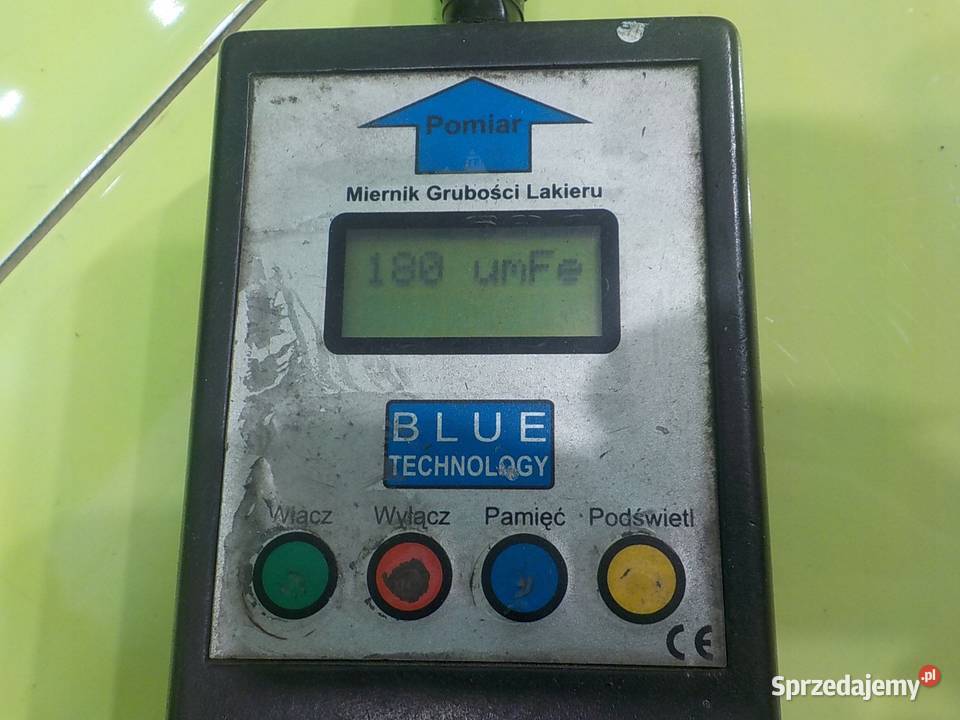 Pomiar
Miernik Grubości Lakieru
180 umFe
BLUE
TECHNOLOGY
Włącz Wyłącz Pamięć Podświetl
CE
Sprzedajemy.pl